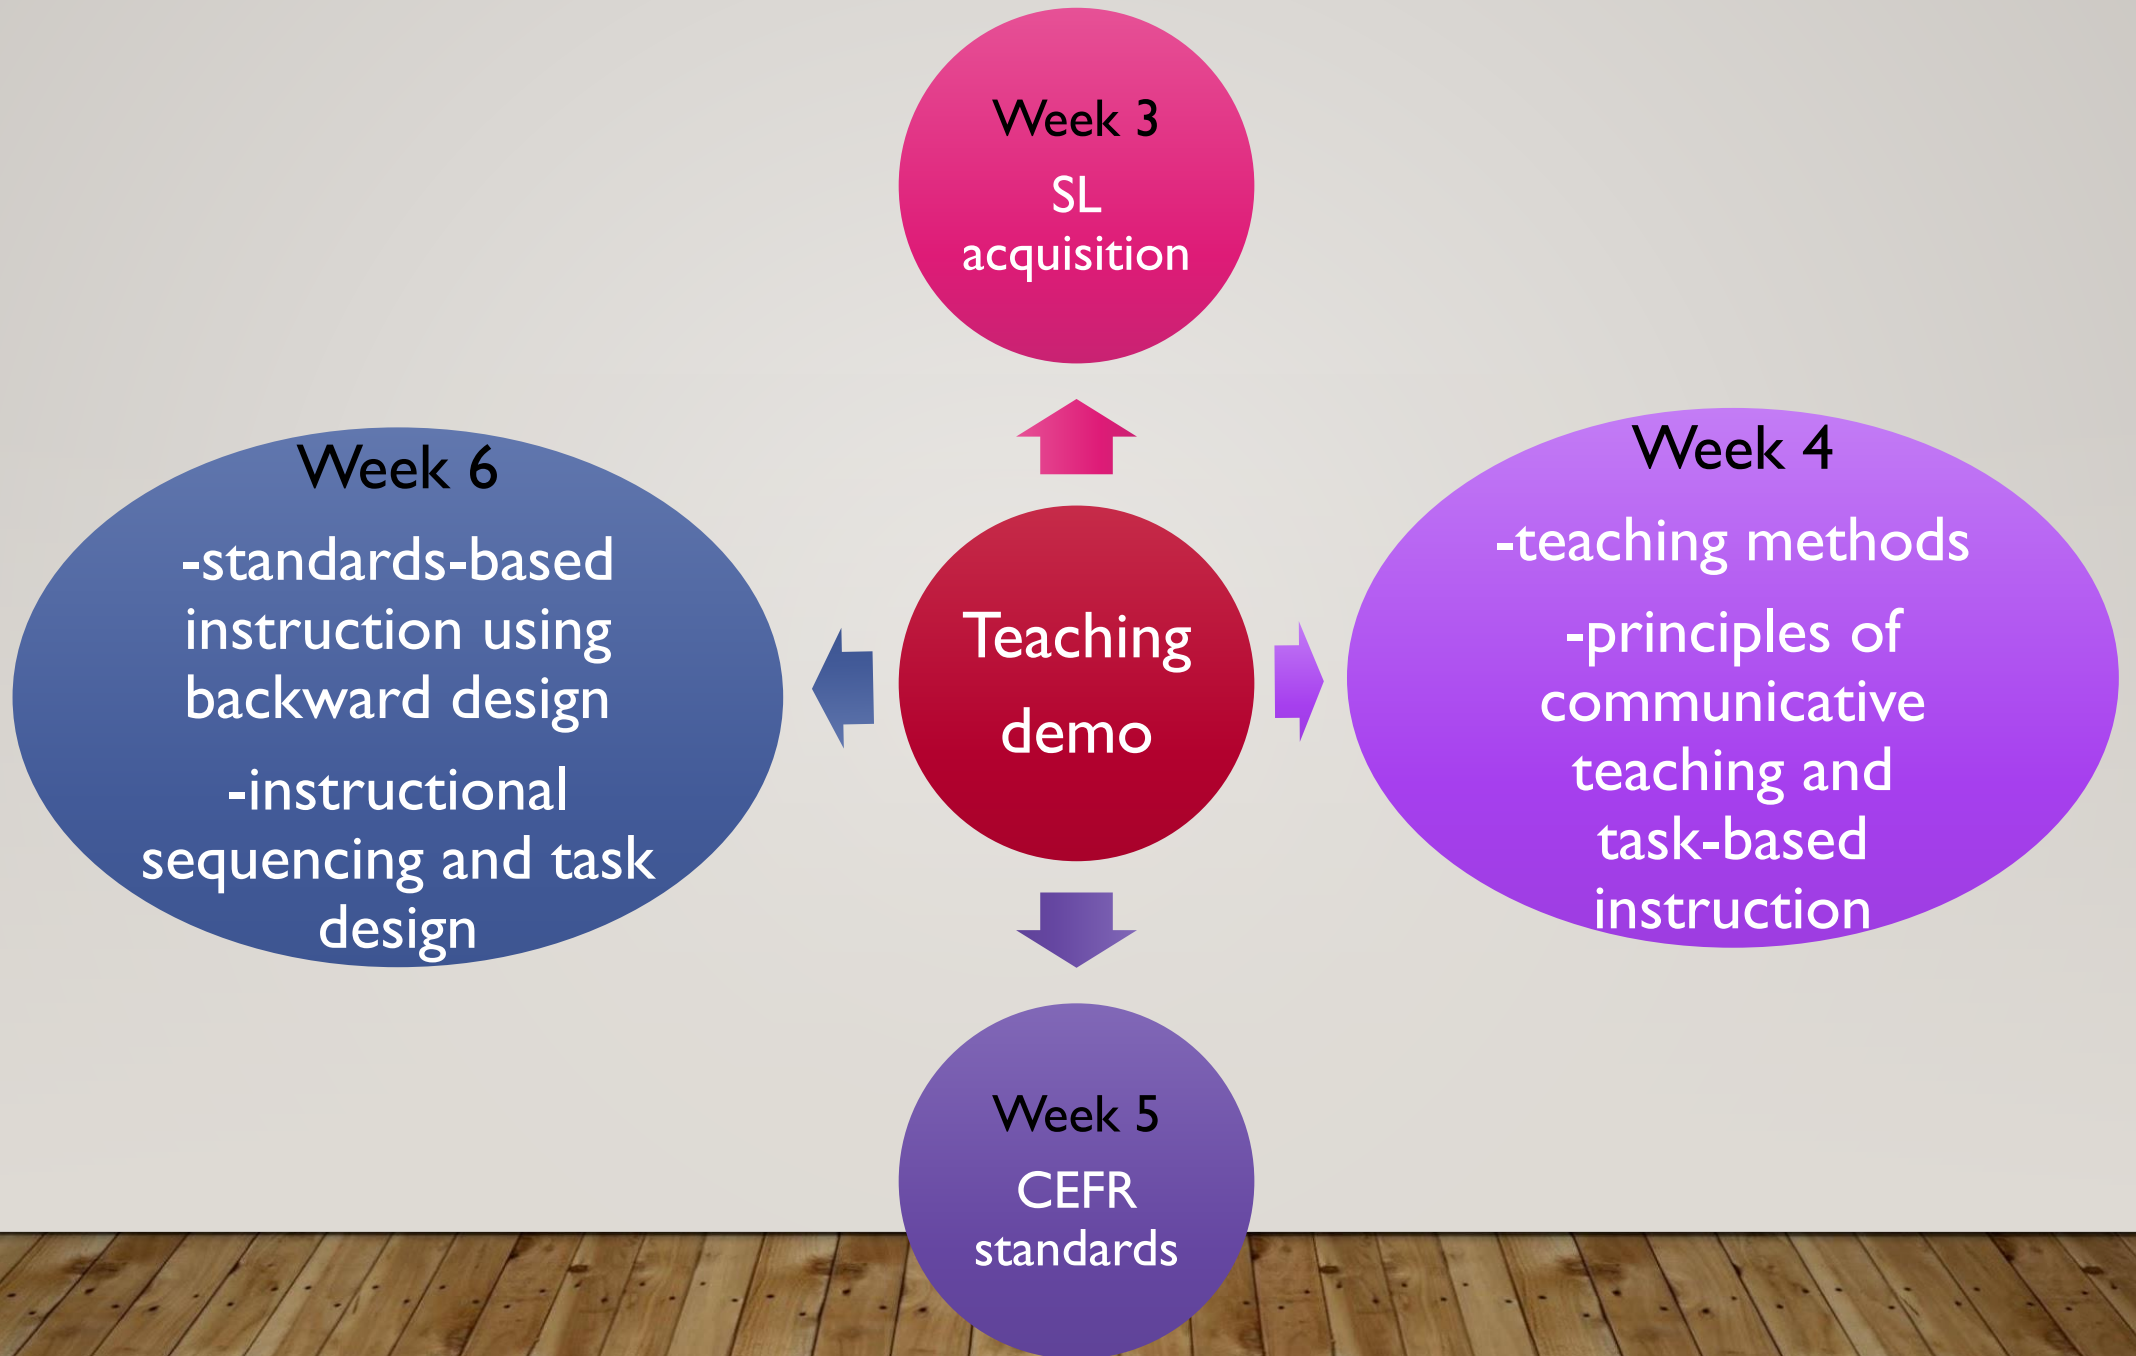 Week 3
SL
acquisition
Week 6
-standards-based
instruction using
backward design
-instructional
sequencing and task
design
Teaching
demo
Week 4
-teaching methods
-principles of
communicative
teaching and
task-based
instruction
Week 5
CEFR
standards